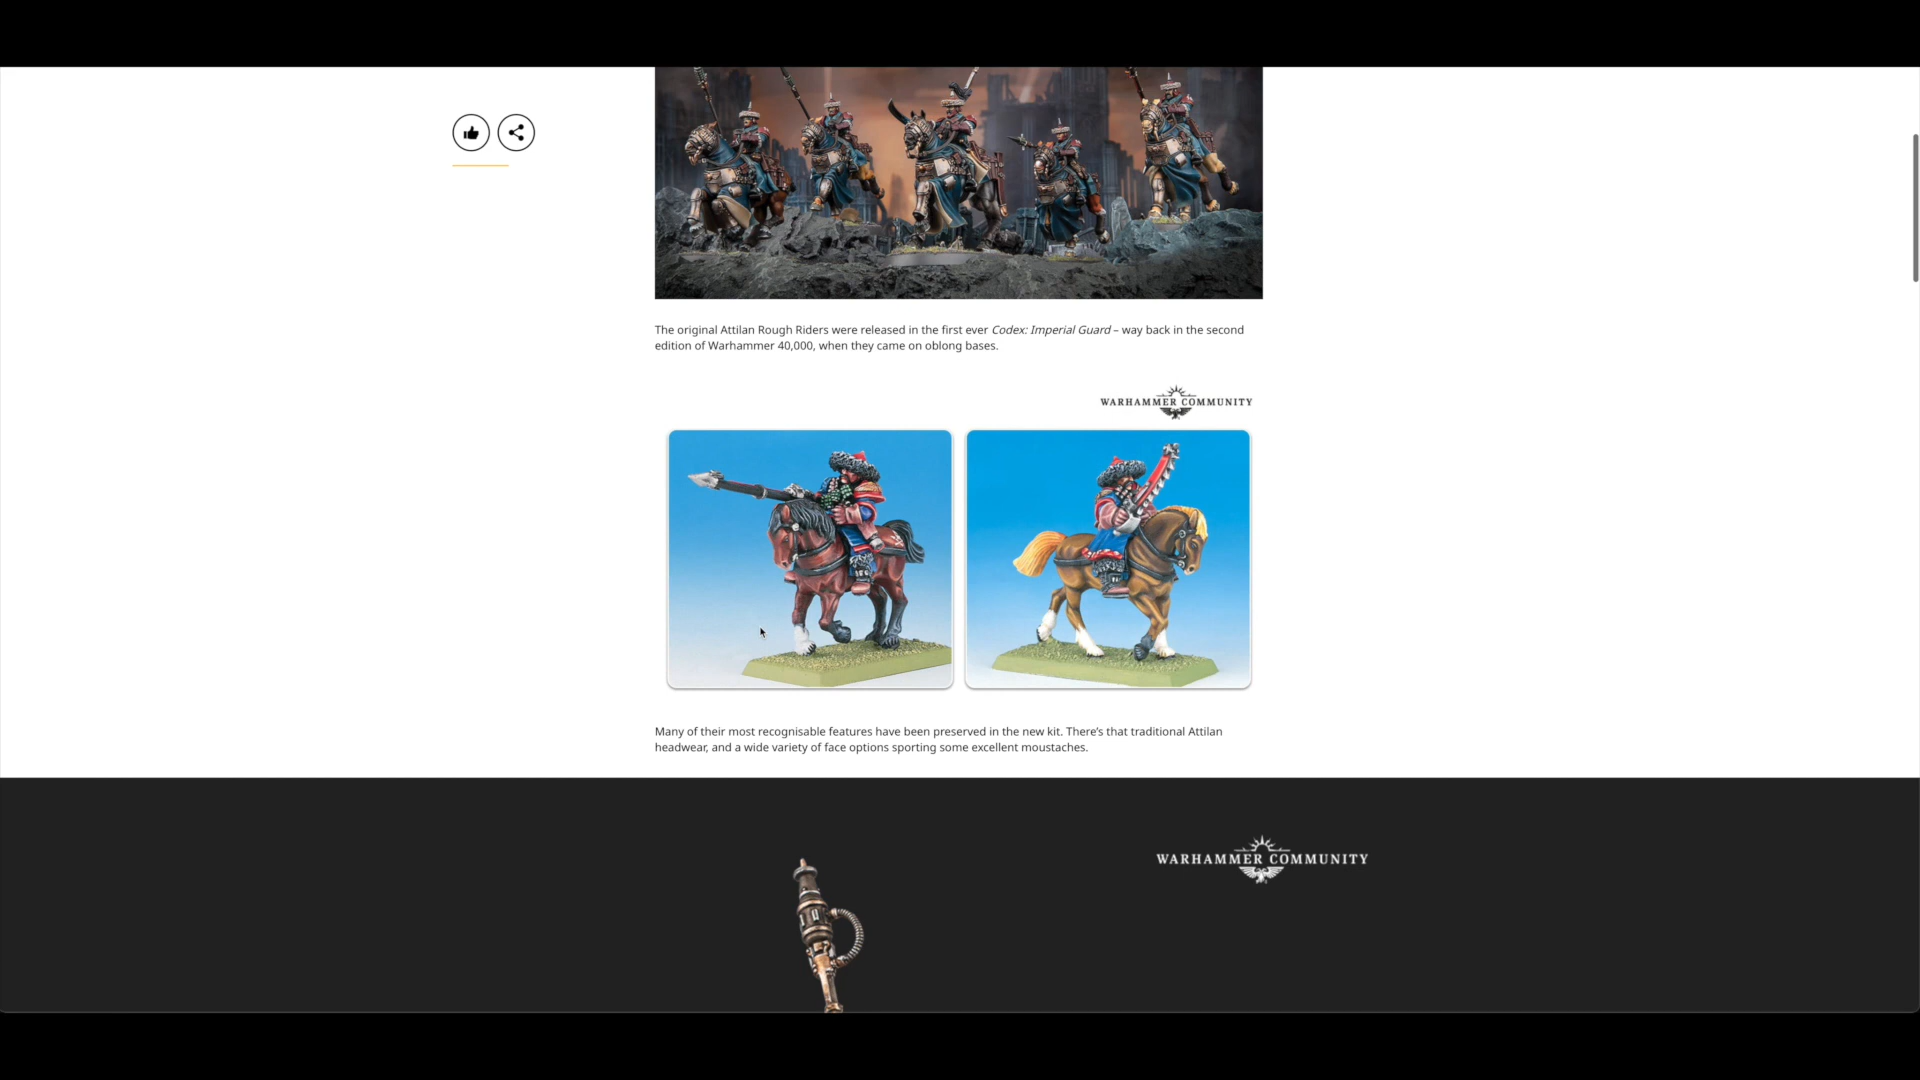 The original Attilan Rough Riders were released in the first ever Codex: Imperial Guard – way back in the second
edition of Warhammer 40,000, when they came on oblong bases.
WARHAMMER COMMUNITY
Many of their most recognisable features have been preserved in the new kit. There’s that traditional Attilan
headwear, and a wide variety of face options sporting some excellent moustaches.
WARHAMMER COMMUNITY